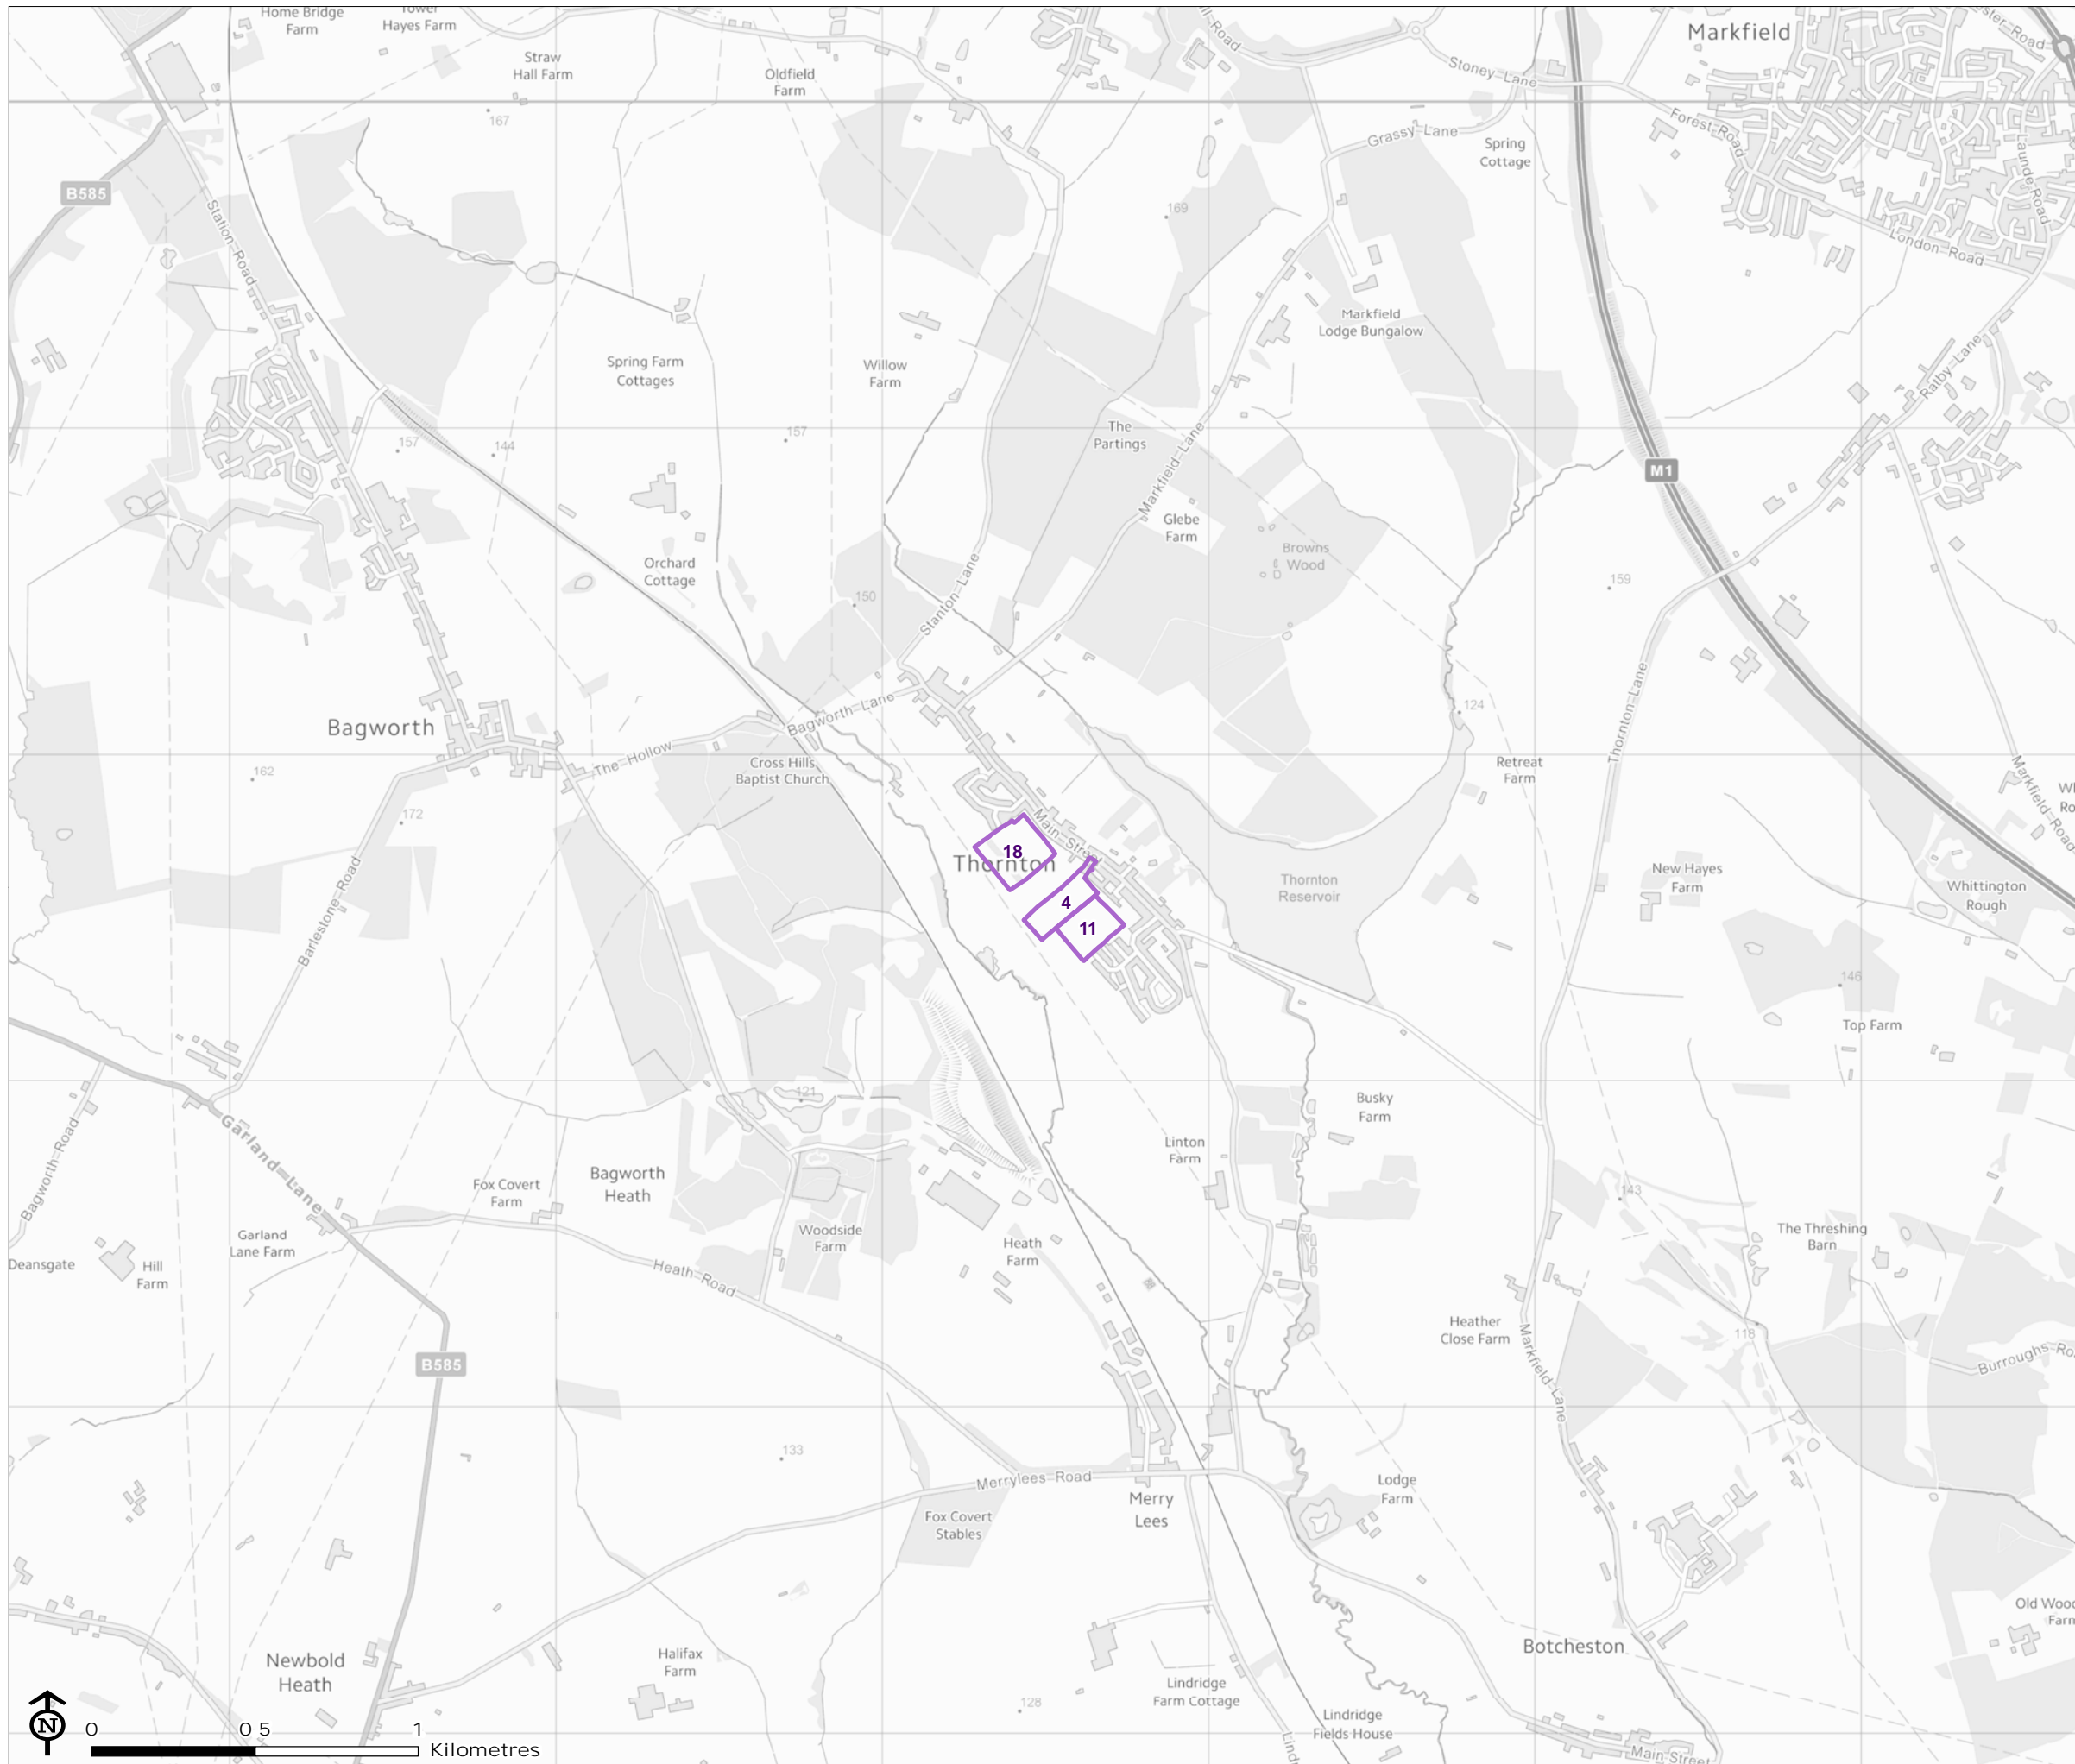 Home Bridge
Farm
Tower
Hayes Farm
Straw
Hall Farm
Oldfield
Farm
Stoney Lane
Markfield
167
Grassy Lane
Spring
Cottage
Forest Road
Launde Road
B585
Station Road
169
London Road
Markfield
Lodge Bungalow
Spring Farm
Cottages
Willow
Farm
Ratby Lane
157
144
157
The
Partings
Markfield Lane
M1
Glebe
Farm
Browns
Wood
Orchard
Cottage
150
Stanton Lane
159
Bagworth
The Hollow
Bagworth Lane
124
Thornton Lane
162
Cross Hills
Baptist Church
Retreat
Farm
Markfield Road
172
Main Street
18
Thornton
4
11
Barlestone Road
Thornton
Reservoir
New Hayes
Farm
Whittington
Rough
146
Top Farm
121
Busky
Farm
Garland Lane
Bagworth Road
Linton
Farm
Fox Covert
Farm
Bagworth
Heath
143
Garland
Lane Farm
Woodside
Farm
Heath
Farm
The Threshing
Barn
Deansgate
Hill
Farm
Heath Road
Heather
Close Farm
118
Markfield Lane
Burroughs Ro
B585
133
Merrylees Road
Merry
Lees
Lodge
Farm
Fox Covert
Stables
Old Wood
Farm
Newbold
Heath
Halifax
Farm
Botcheston
Lindridge
Farm Cottage
128
Lindridge
Fields House
Main Street
N
0 0 5 1
Kilometres